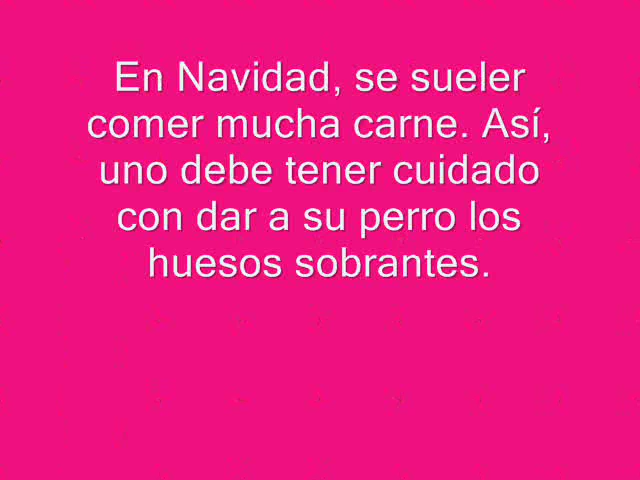 En Navidad, se sueler
comer mucha carne. Así,
uno debe tener cuidado
con dar a su perro los
huesos sobrantes.